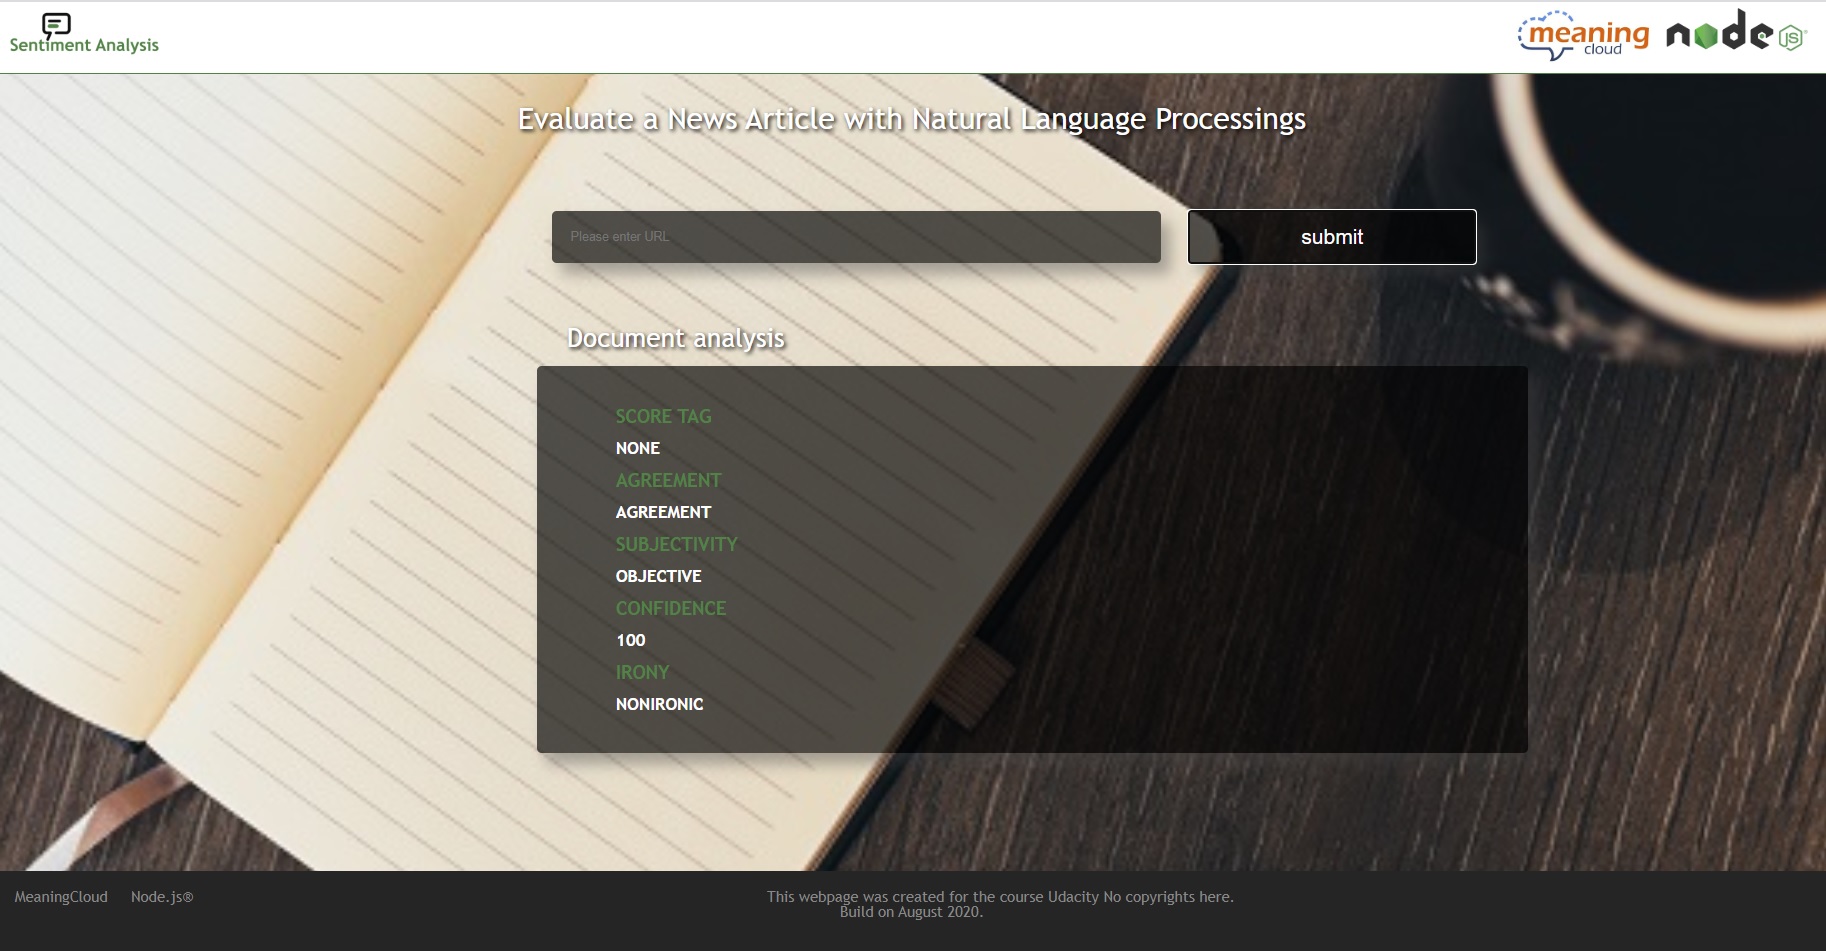 Sentiment Analysis
meaning
cloud
node
JS
Evaluate a News Article with Natural Language Processings
Please enter URL
submit
Document analysis
SCORE TAG
NONE
AGREEMENT
AGREEMENT
SUBJECTIVITY
OBJECTIVE
CONFIDENCE
100
IRONY
NONIRONIC
MeaningCloud Node.js®
This webpage was created for the course Udacity No copyrights here.
Build on August 2020.